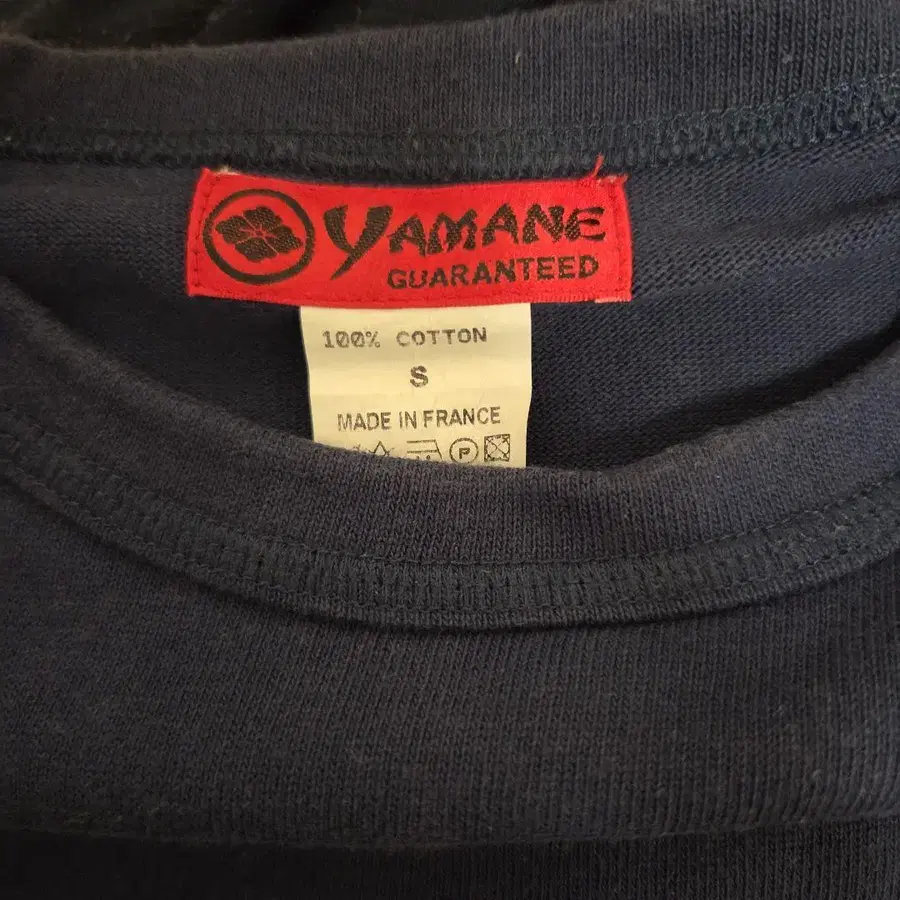 YAMANE
GUARANTEED
100% COTTON
S
MADE IN FRANCE
P